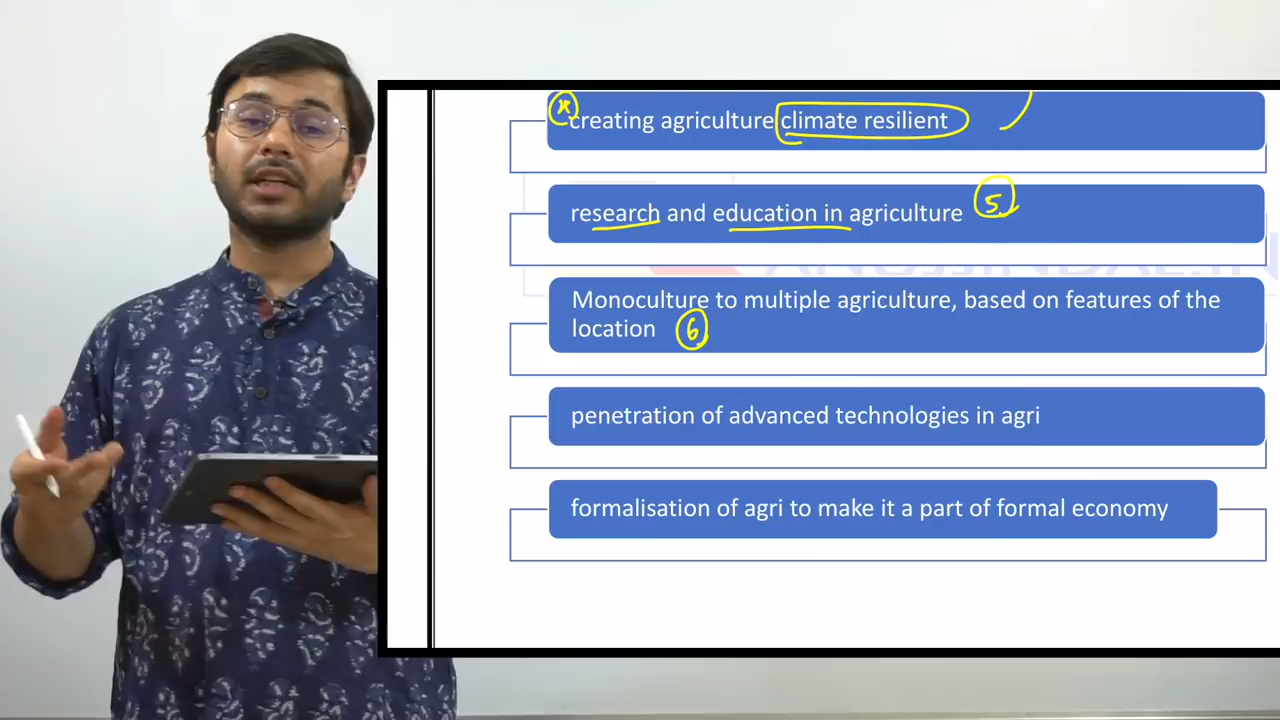 creating agriculture climate resilient
research and education in agriculture 5
Monoculture to multiple agriculture, based on features of the
location 6
penetration of advanced technologies in agri
formalisation of agri to make it a part of formal economy